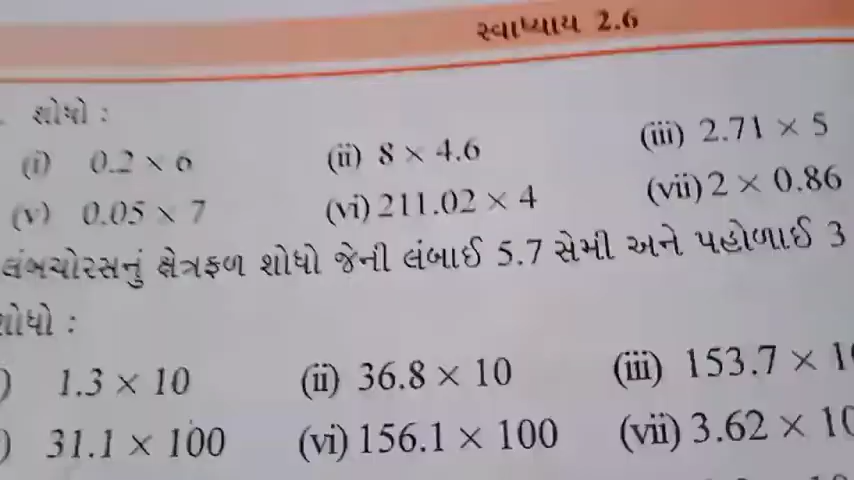 સ્વાધ્યાય 2.6
શોધો :
(i) 0.2 × 6 (ii) 8 × 4.6 (iii) 2.71 × 5
(v) 0.05 × 7 (vi) 211.02 × 4 (vii) 2 × 0.86
લંબચોરસનું ક્ષેત્રફળ શોધો જેની લંબાઈ 5.7 સેમી અને પહોળાઈ 3
શોધો :
) 1.3 × 10 (ii) 36.8 × 10 (iii) 153.7 ×
) 31.1 × 100 (vi) 156.1 × 100 (vii) 3.62 ×